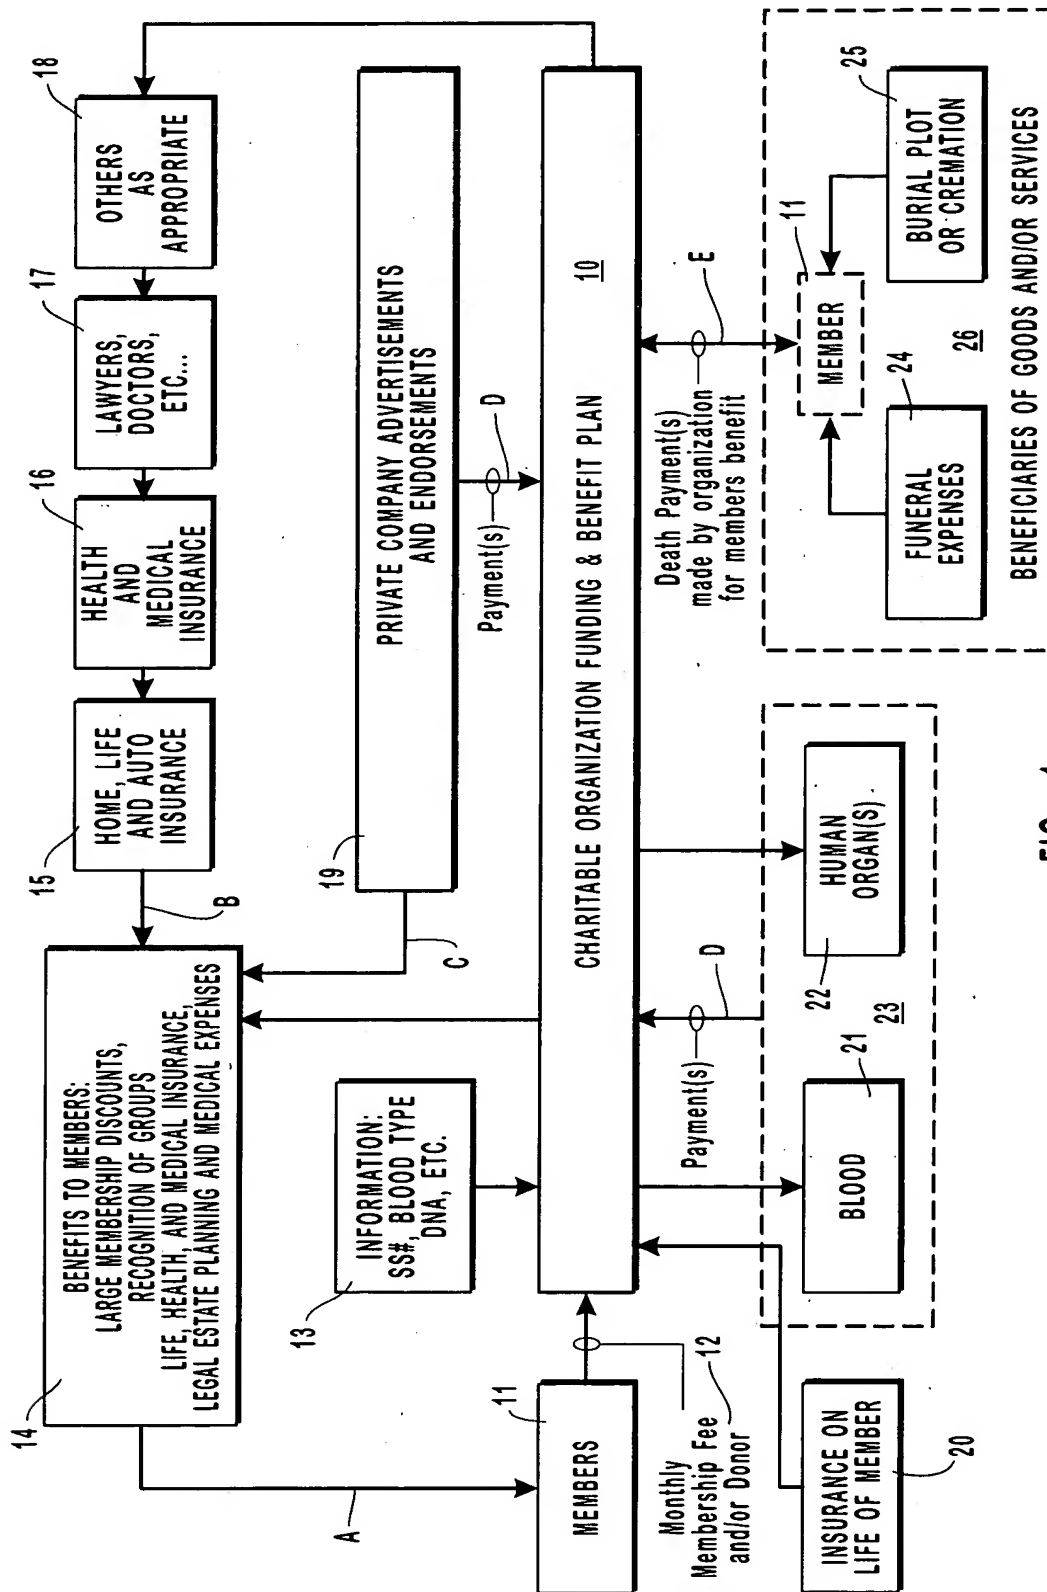 18
OTHERS
AS
APPROPRIATE
17
LAWYERS,
DOCTORS,
ETC...
16
HEALTH
AND
MEDICAL
INSURANCE
15
HOME, LIFE
AND AUTO
INSURANCE
B
14
BENEFITS TO MEMBERS:
LARGE MEMBERSHIP DISCOUNTS,
RECOGNITION OF GROUPS
LIFE, HEALTH, AND MEDICAL INSURANCE,
LEGAL ESTATE PLANNING AND MEDICAL EXPENSES
A
19
PRIVATE COMPANY ADVERTISEMENTS
AND ENDORSEMENTS
C
Payment(s)
D
13
INFORMATION:
SS#, BLOOD TYPE
DNA, ETC.
11
MEMBERS
Monthly
Membership Fee
and/or Donor
12
CHARITABLE ORGANIZATION FUNDING & BENEFIT PLAN
10
20
INSURANCE ON
LIFE OF MEMBER
Payment(s)
D
21
BLOOD
22
HUMAN
ORGAN(S)
23
Death Payment(s)
made by organization
for members benefit
E
11
MEMBER
24
FUNERAL
EXPENSES
25
BURIAL PLOT
OR CREMATION
26
BENEFICIARIES OF GOODS AND/OR SERVICES